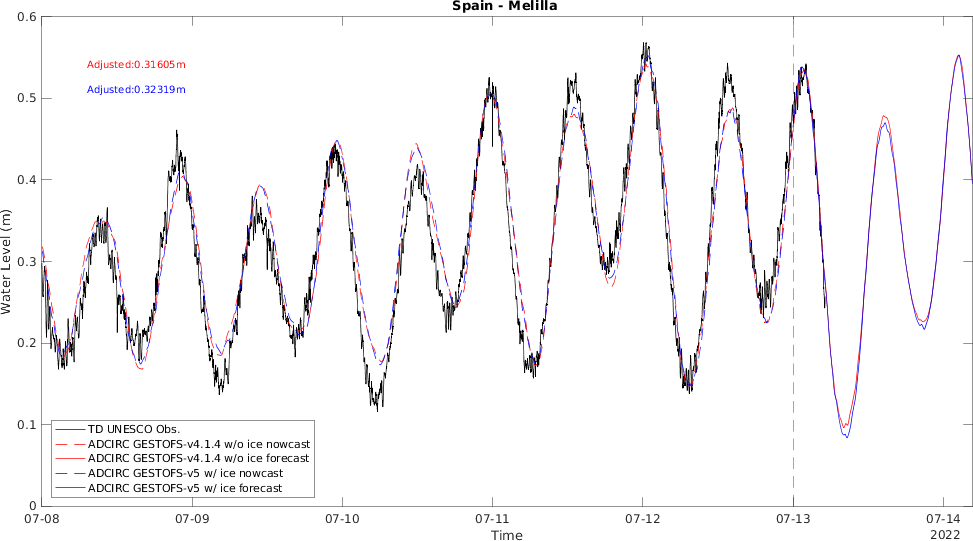 Spain - Melilla
0.6
0.5
0.4
0.3
0.2
0.1
0
Water Level (m)
Adjusted:0.31605m
Adjusted:0.32319m
TD UNESCO Obs.
ADCIRC GESTOFS-v4.1.4 w/o ice nowcast
ADCIRC GESTOFS-v4.1.4 w/o ice forecast
ADCIRC GESTOFS-v5 w/ ice nowcast
ADCIRC GESTOFS-v5 w/ ice forecast
07-08 07-09 07-10 07-11 07-12 07-13 07-14
Time
2022